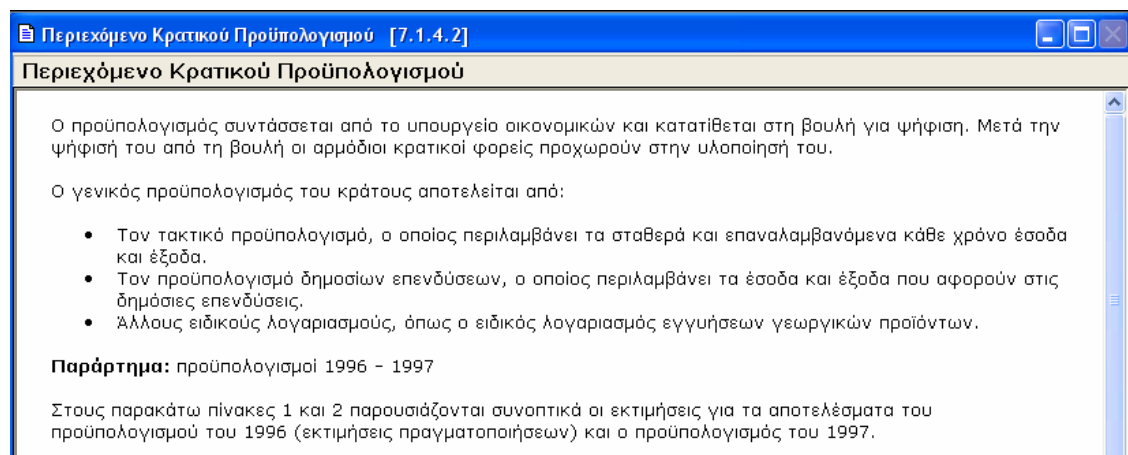 Περιεχόμενο Κρατικού Προϋπολογισμού [7.1.4.2]
Περιεχόμενο Κρατικού Προϋπολογισμού
Ο προϋπολογισμός συντάσσεται από το υπουργείο οικονομικών και κατατίθεται στη βουλή για ψήφιση. Μετά την
ψήφισή του από τη βουλή οι αρμόδιοι κρατικοί φορείς προχωρούν στην υλοποίησή του.
Ο γενικός προϋπολογισμός του κράτους αποτελείται από:
• Τον τακτικό προϋπολογισμό, ο οποίος περιλαμβάνει τα σταθερά και επαναλαμβανόμενα κάθε χρόνο έσοδα
και έξοδα.
• Τον προϋπολογισμό δημοσίων επενδύσεων, ο οποίος περιλαμβάνει τα έσοδα και έξοδα που αφορούν στις
δημόσιες επενδύσεις.
• Άλλους ειδικούς λογαριασμούς, όπως ο ειδικός λογαριασμός εγγυήσεων γεωργικών προϊόντων.
Παράρτημα: προϋπολογισμοί 1996 - 1997
Στους παρακάτω πίνακες 1 και 2 παρουσιάζονται συνοπτικά οι εκτιμήσεις για τα αποτελέσματα του
προϋπολογισμού του 1996 (εκτιμήσεις πραγματοποιήσεων) και ο προϋπολογισμός του 1997.